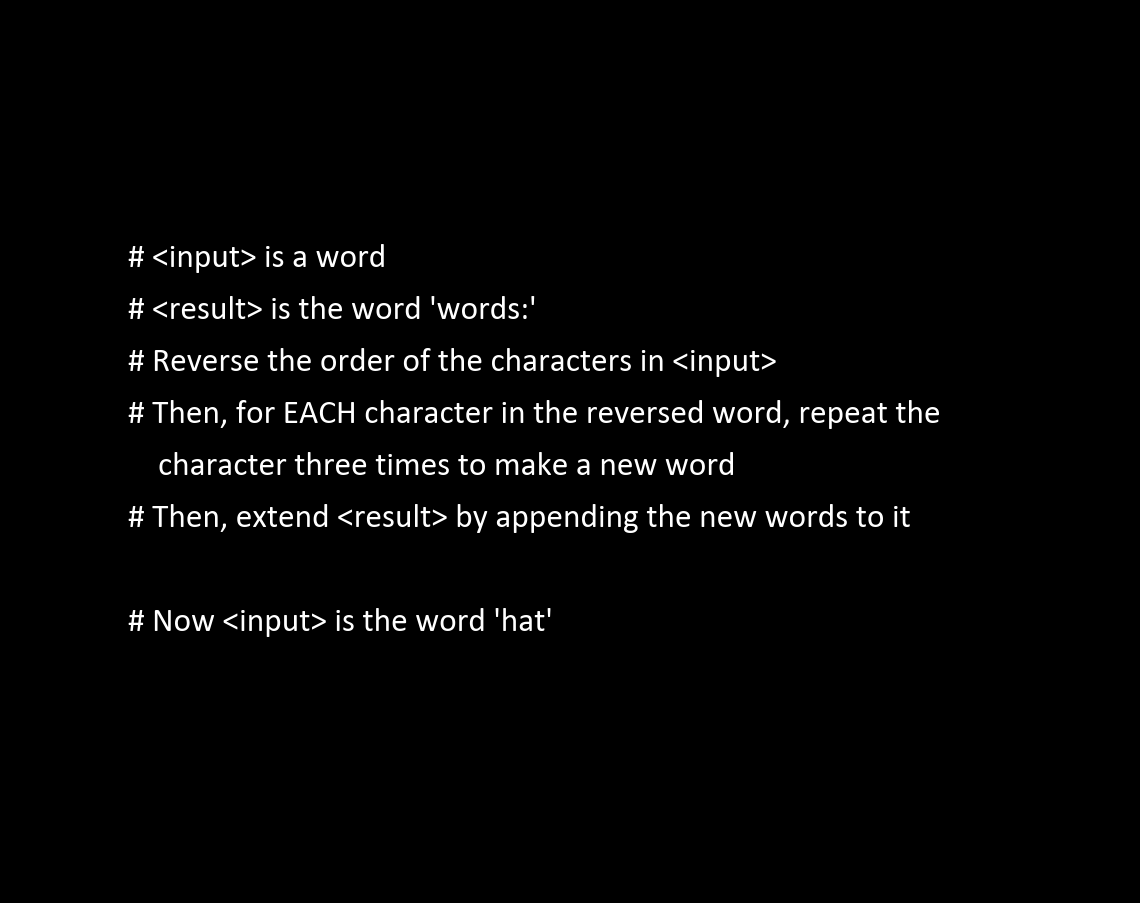 # <input> is a word
# <result> is the word 'words:'
# Reverse the order of the characters in <input>
# Then, for EACH character in the reversed word, repeat the
character three times to make a new word
# Then, extend <result> by appending the new words to it
# Now <input> is the word 'hat'